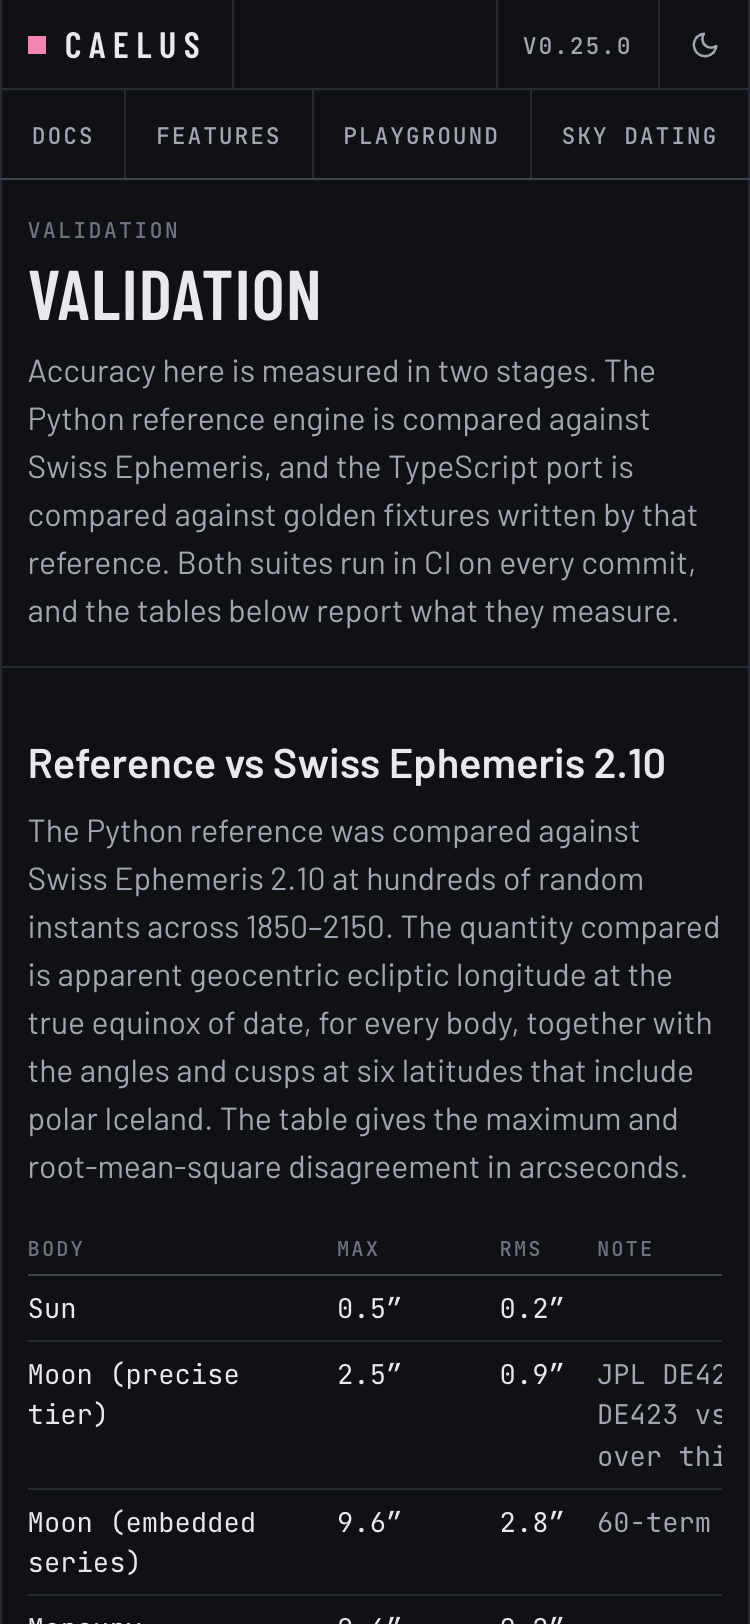 CAELUS
V0.25.0
DOCS
FEATURES
PLAYGROUND
SKY DATING
VALIDATION
VALIDATION
Accuracy here is measured in two stages. The
Python reference engine is compared against
Swiss Ephemeris, and the TypeScript port is
compared against golden fixtures written by that
reference. Both suites run in CI on every commit,
and the tables below report what they measure.
Reference vs Swiss Ephemeris 2.10
The Python reference was compared against
Swiss Ephemeris 2.10 at hundreds of random
instants across 1850–2150. The quantity compared
is apparent geocentric ecliptic longitude at the
true equinox of date, for every body, together with
the angles and cusps at six latitudes that include
polar Iceland. The table gives the maximum and
root-mean-square disagreement in arcseconds.
BODY MAX RMS NOTE
Sun 0.5″ 0.2″
Moon (precise 2.5″ 0.9″ JPL DE42
tier) DE423 vs
over thi
Moon (embedded 9.6″ 2.8″ 60-term
series)